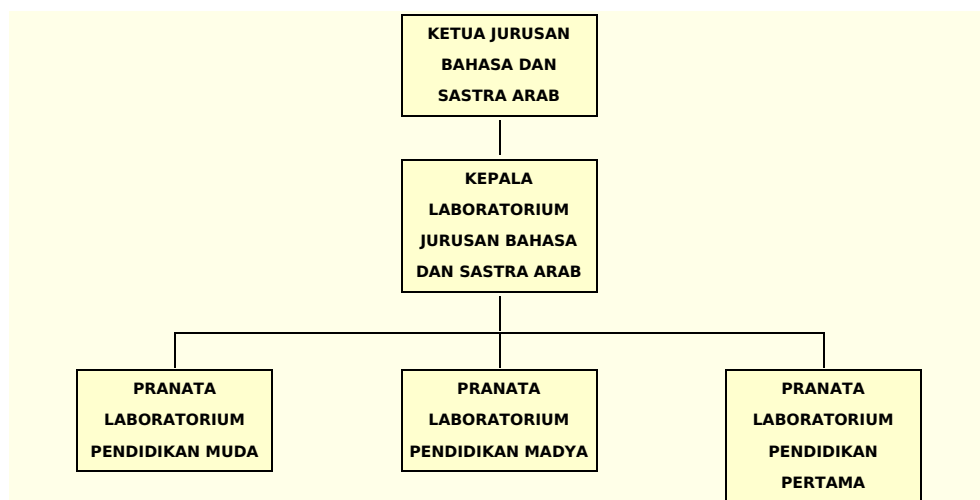 KETUA JURUSAN
BAHASA DAN
SASTRA ARAB
KEPALA
LABORATORIUM
JURUSAN BAHASA
DAN SASTRA ARAB
PRANATA
LABORATORIUM
PENDIDIKAN MUDA
PRANATA
LABORATORIUM
PENDIDIKAN MADYA
PRANATA
LABORATORIUM
PENDIDIKAN
PERTAMA